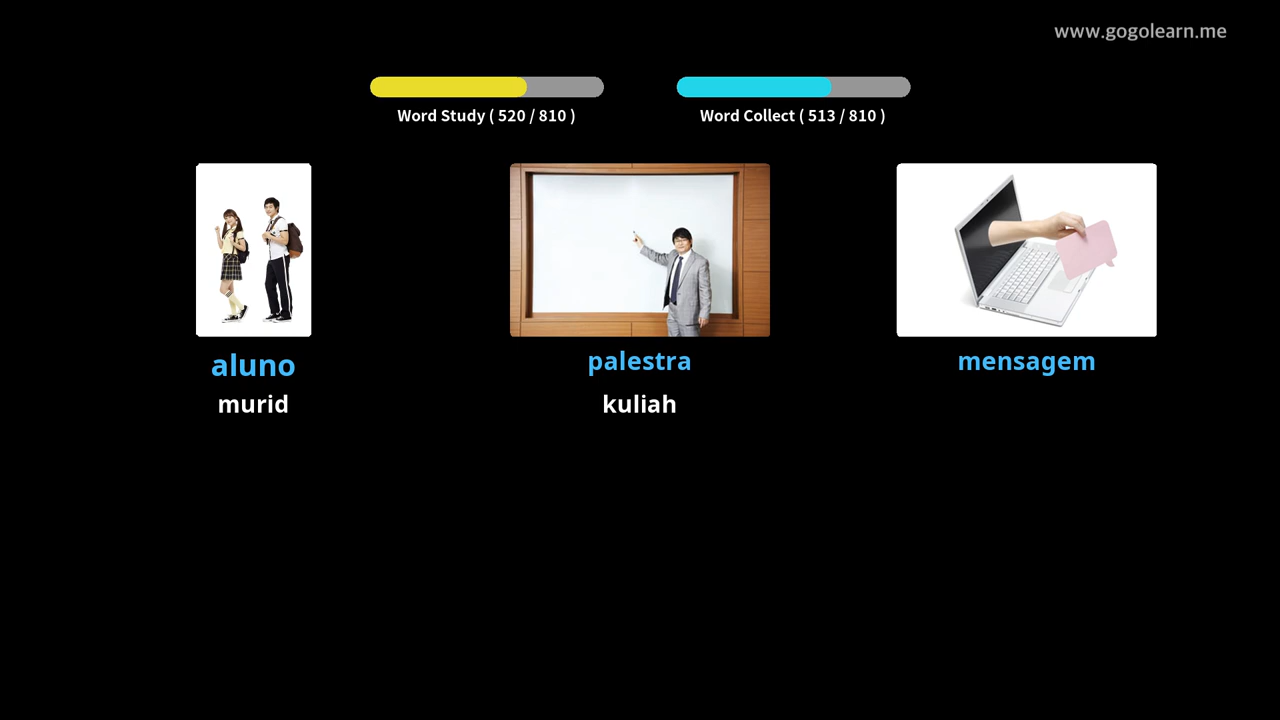 www.gogolearn.me
Word Study ( 520 / 810 )
Word Collect ( 513 / 810 )
aluno
palestra
mensagem
murid
kuliah